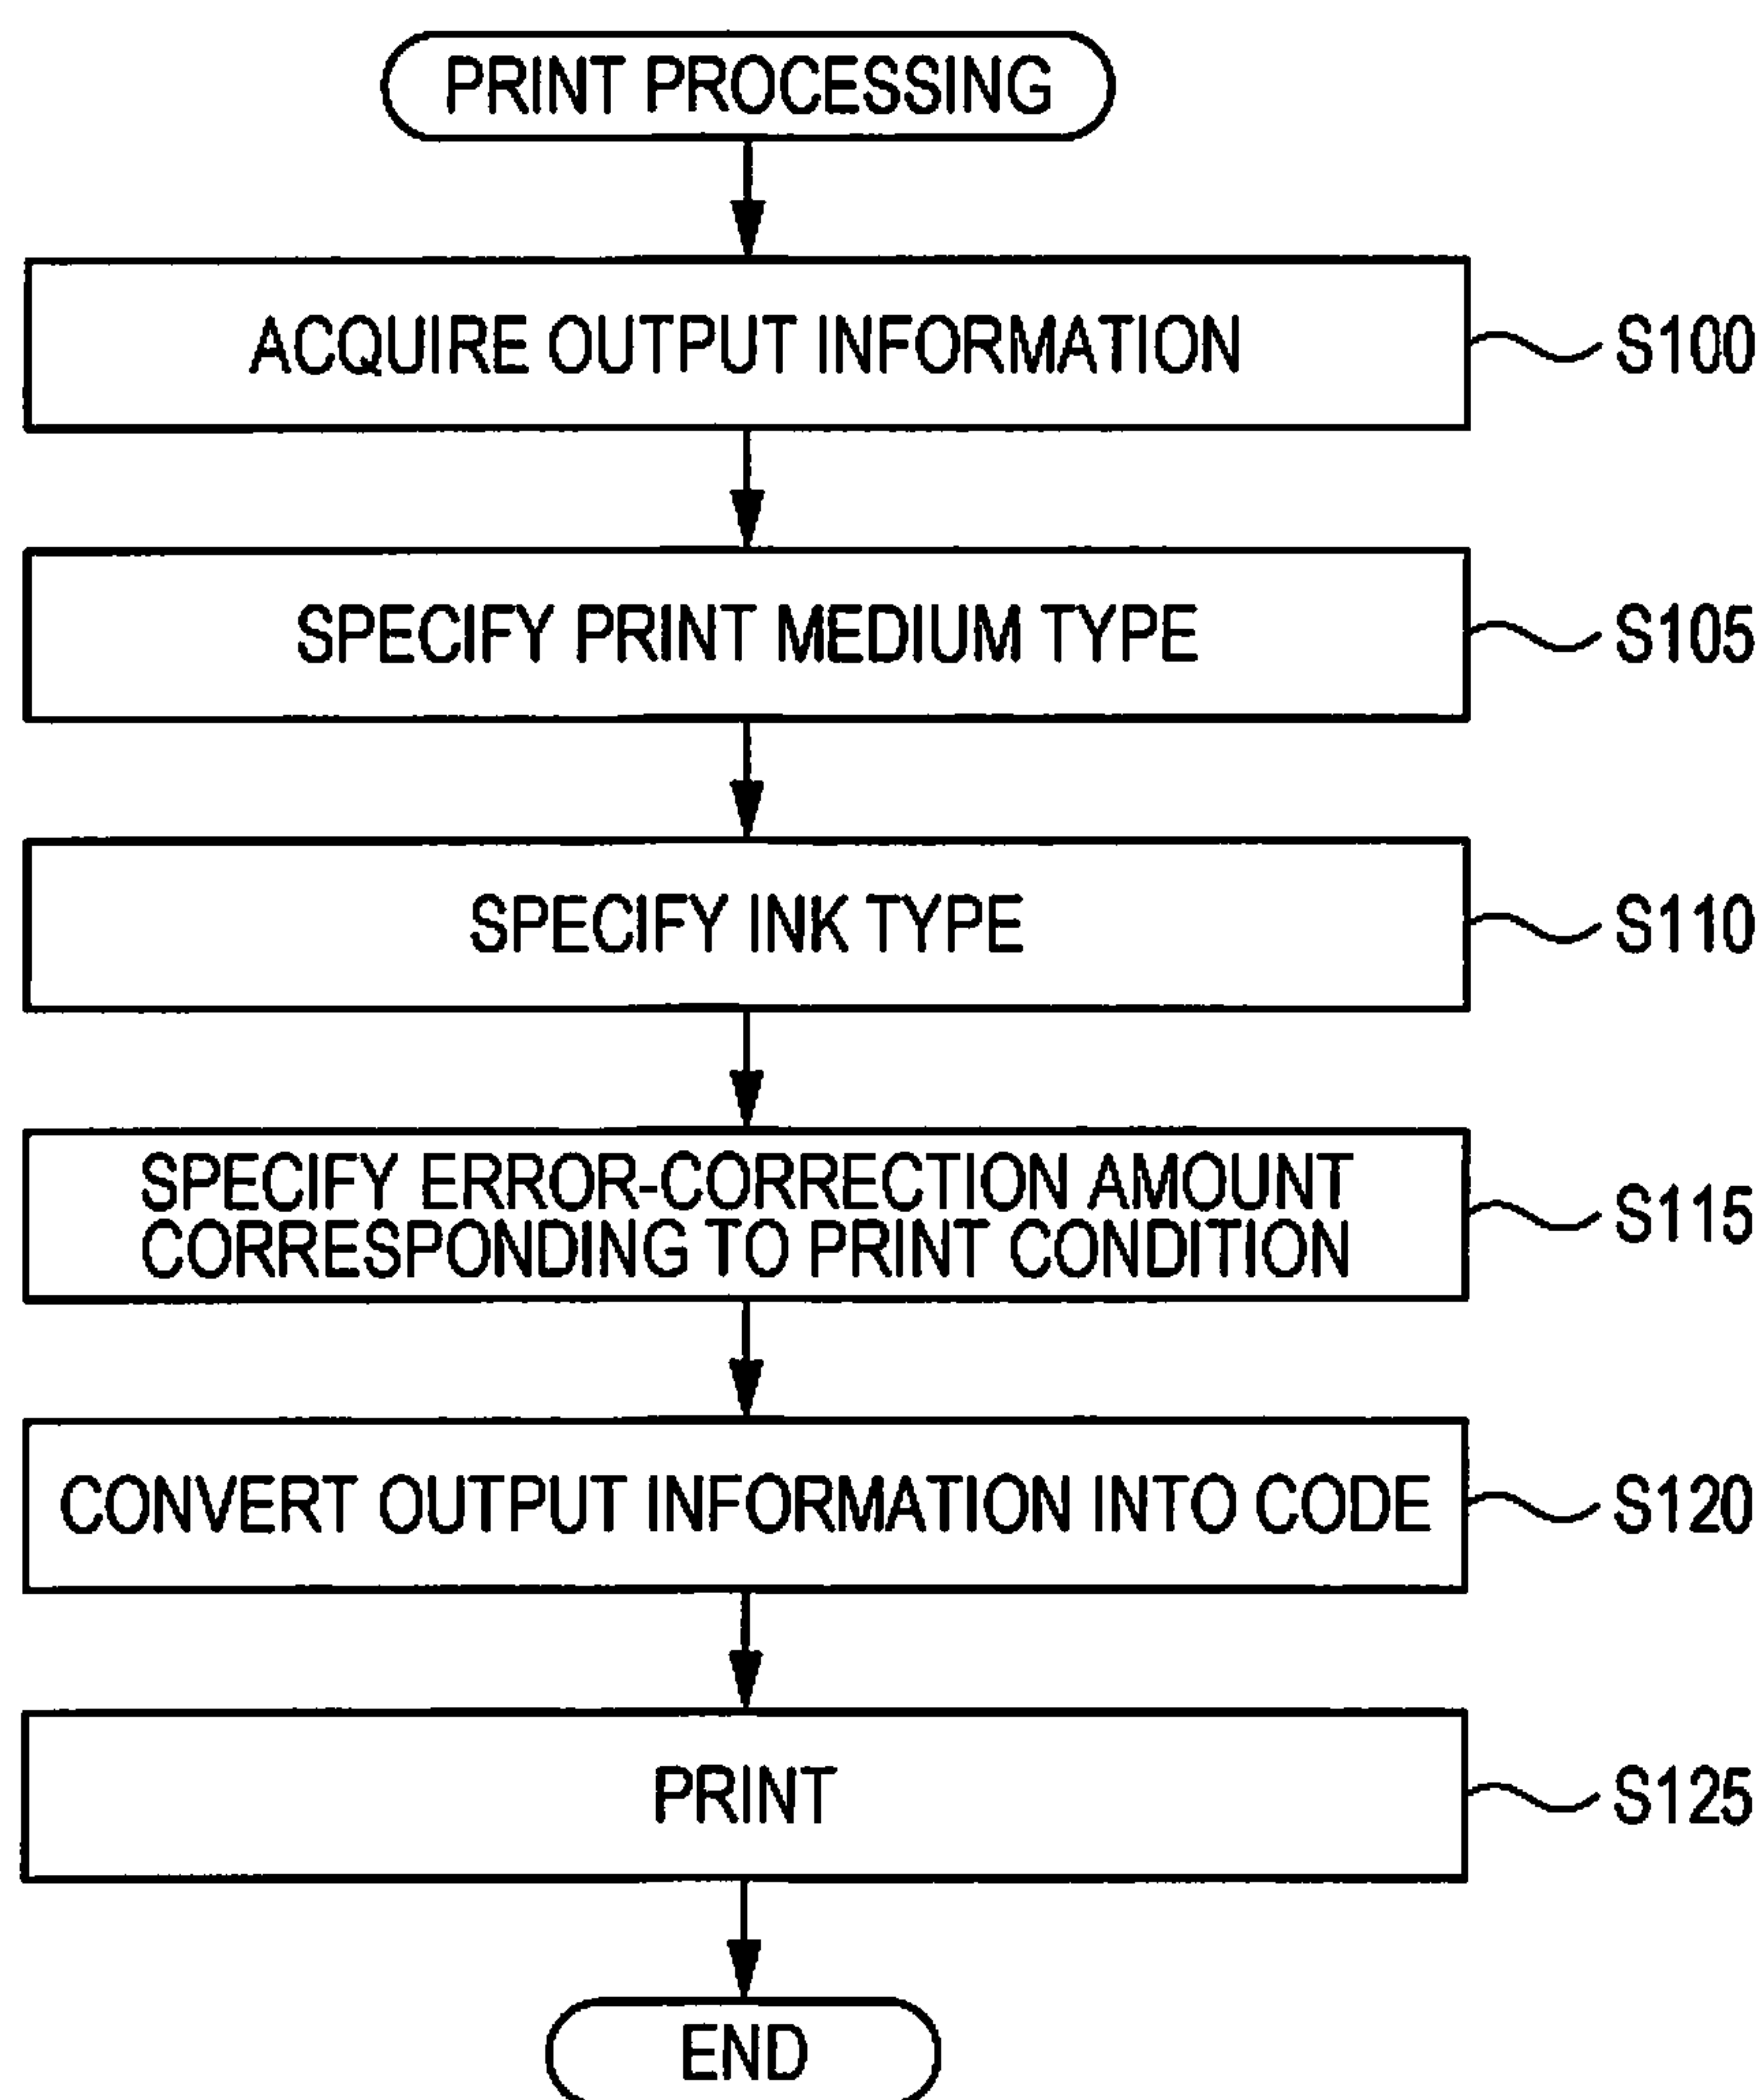 PRINT PROCESSING
ACQUIRE OUTPUT INFORMATION
S100
SPECIFY PRINT MEDIUM TYPE
S105
SPECIFY INK TYPE
S110
SPECIFY ERROR-CORRECTION AMOUNT
CORRESPONDING TO PRINT CONDITION
S115
CONVERT OUTPUT INFORMATION INTO CODE
S120
PRINT
S125
END